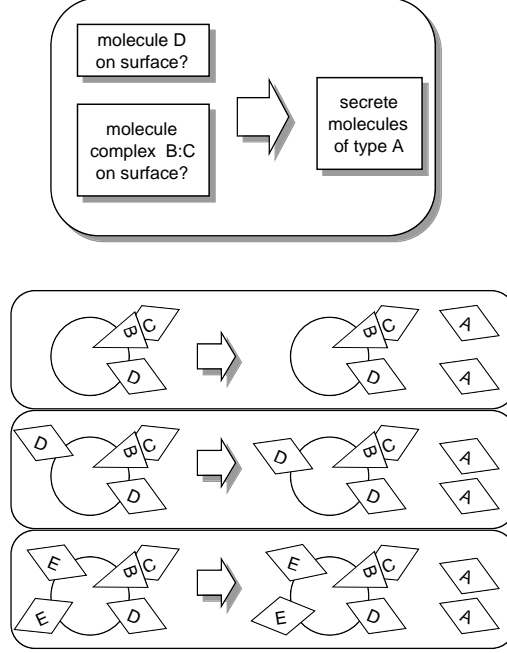 molecule D
on surface?
molecule
complex B:C
on surface?
secrete
molecules
of type A
B C
D
B C
D
A
A
D
B C
D
D
B C
D
A
A
E
B C
E
D
E
B C
E
D
A
A